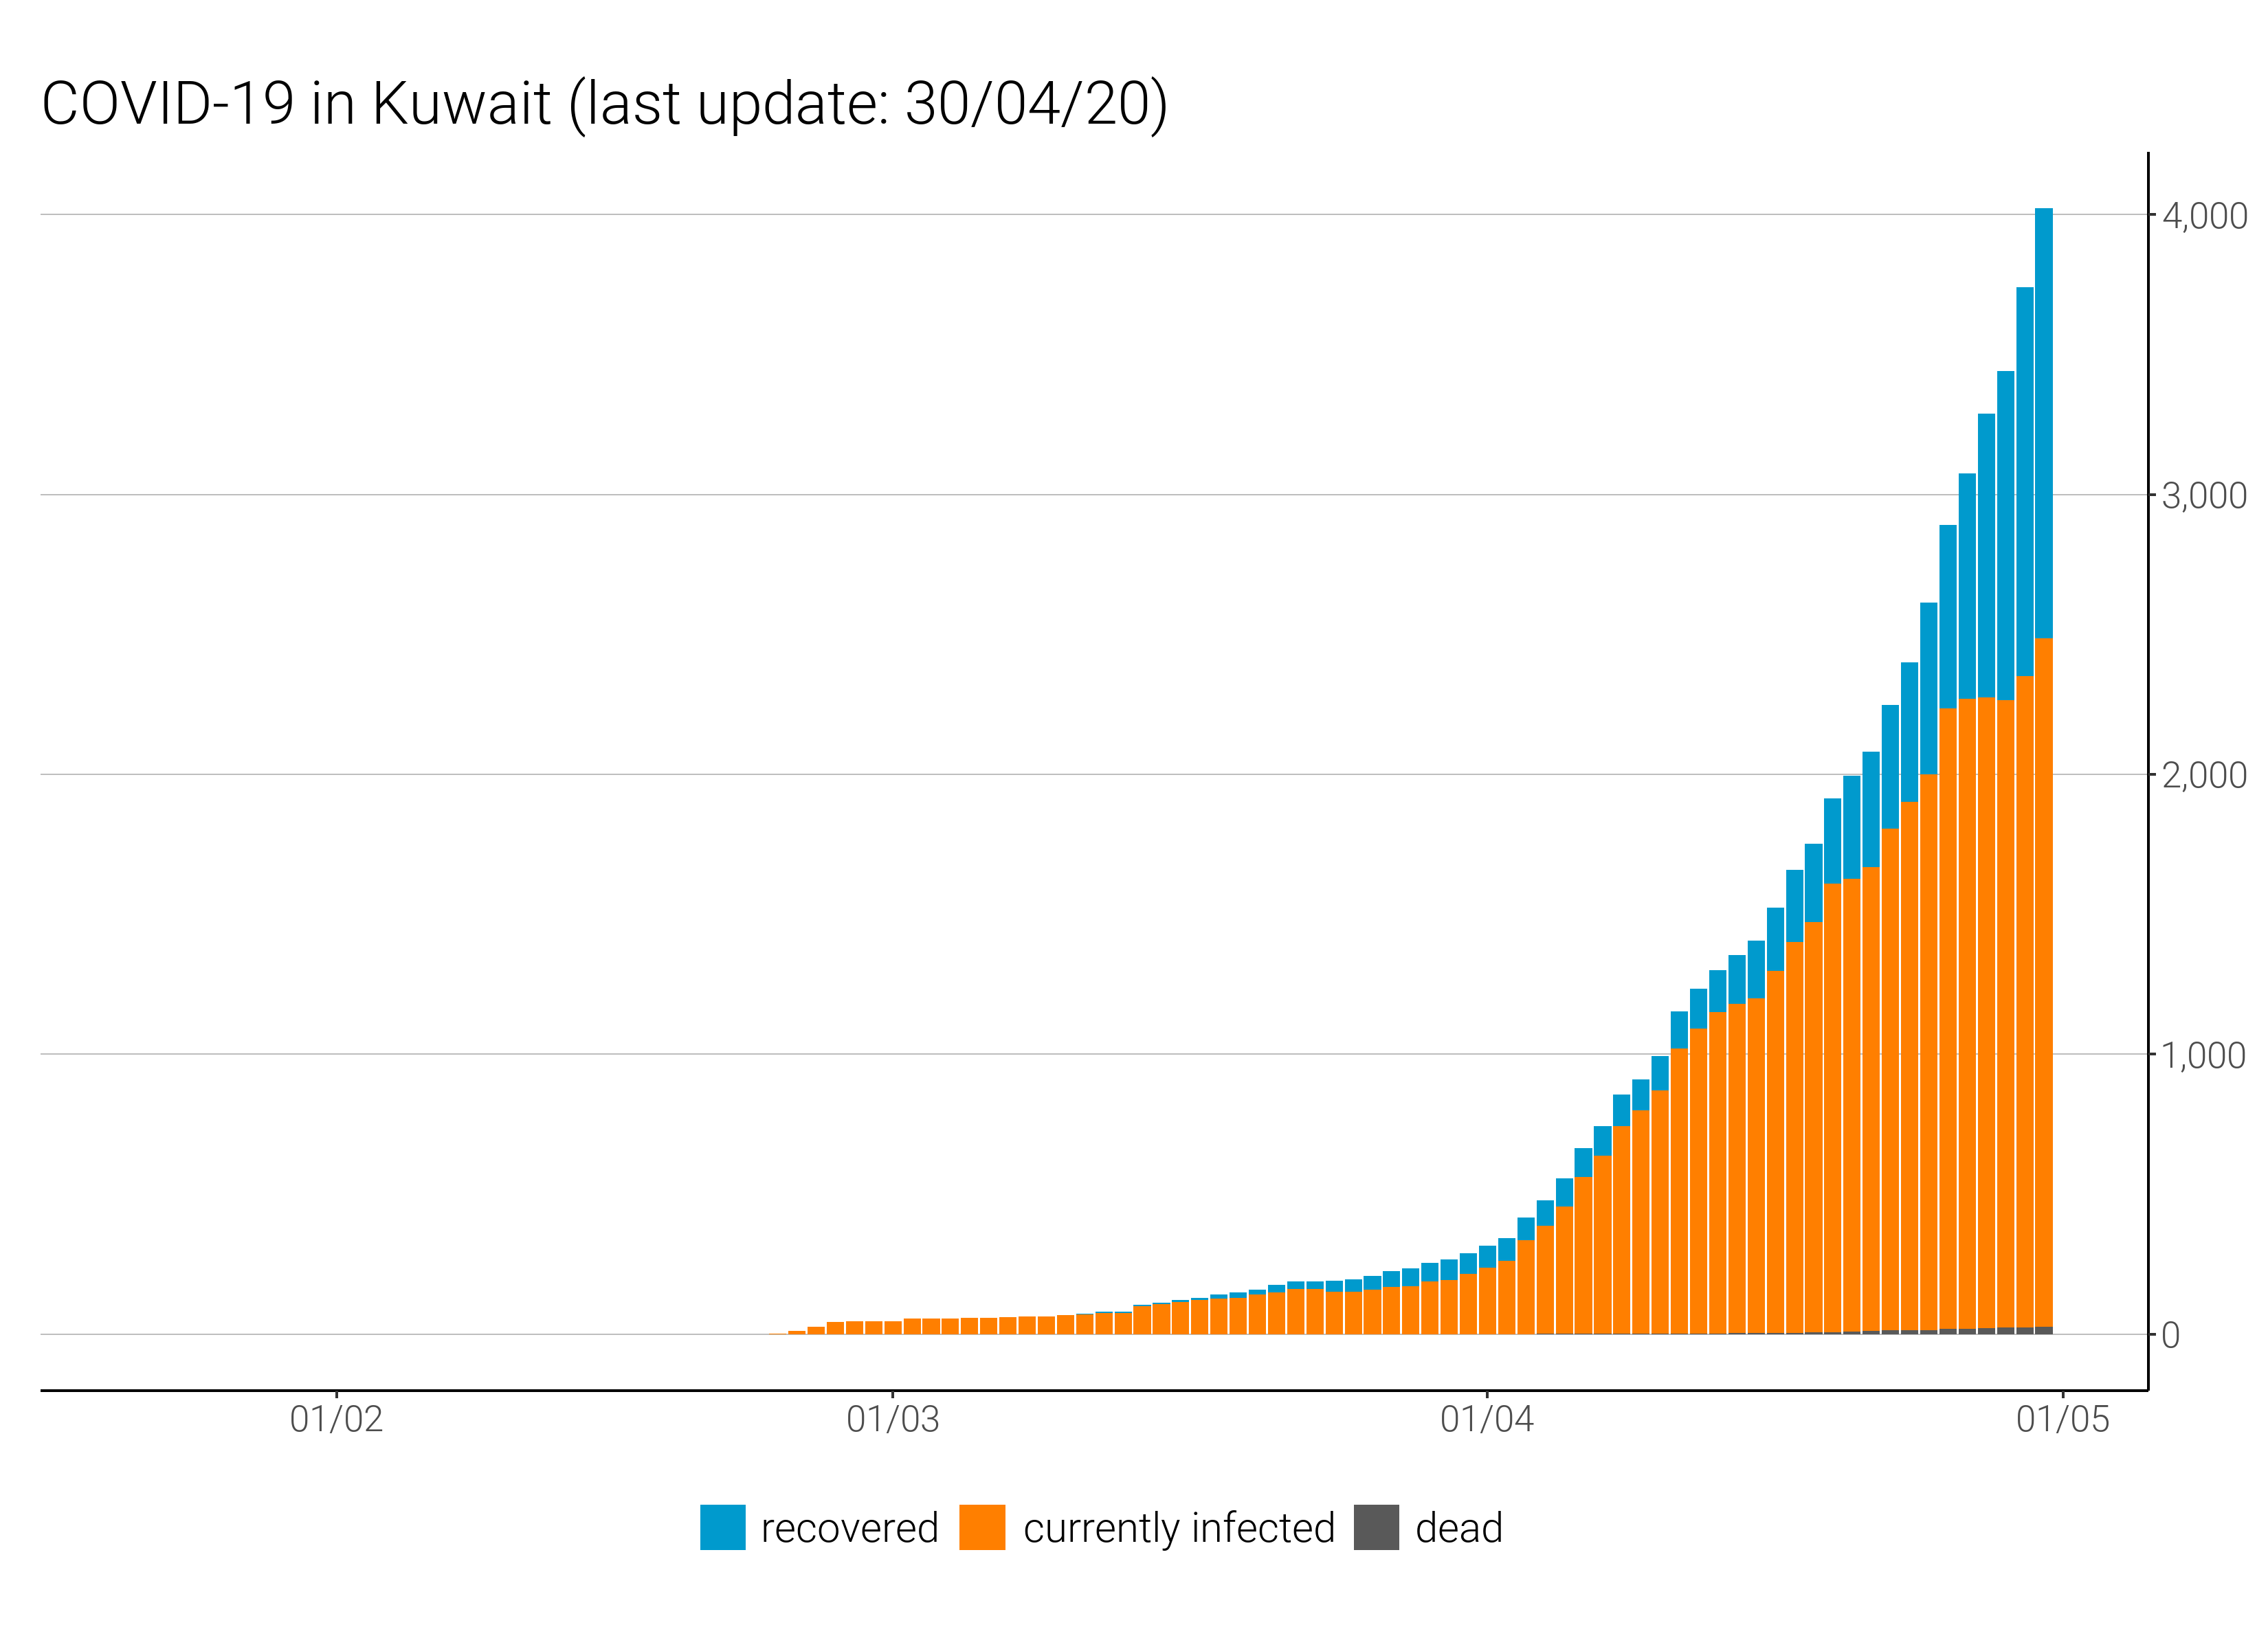 COVID-19 in Kuwait (last update: 30/04/20)
4,000
3,000
2,000
1,000
0
01/02 01/03 01/04 01/05
recovered currently infected dead